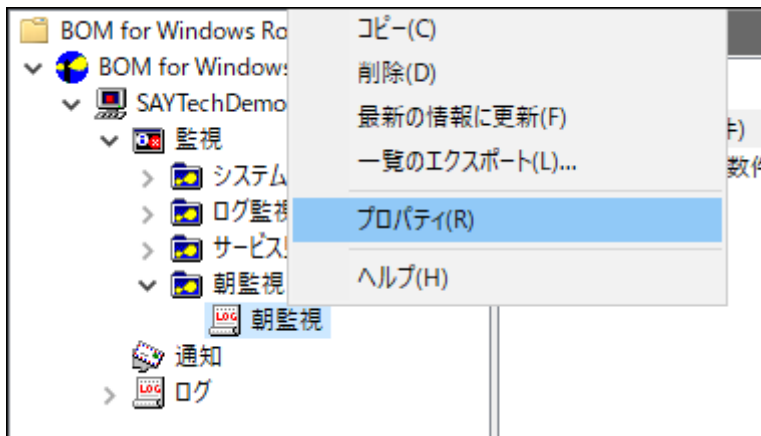 BOM for Windows Ro
BOM for Windows
SAYTechDemo
監視
システム
ログ監視
サービス
朝監視
朝監視
通知
ログ
コピー(C)
削除(D)
最新の情報に更新(F)
一覧のエクスポート(L)...
プロパティ(R)
ヘルプ(H)
数件